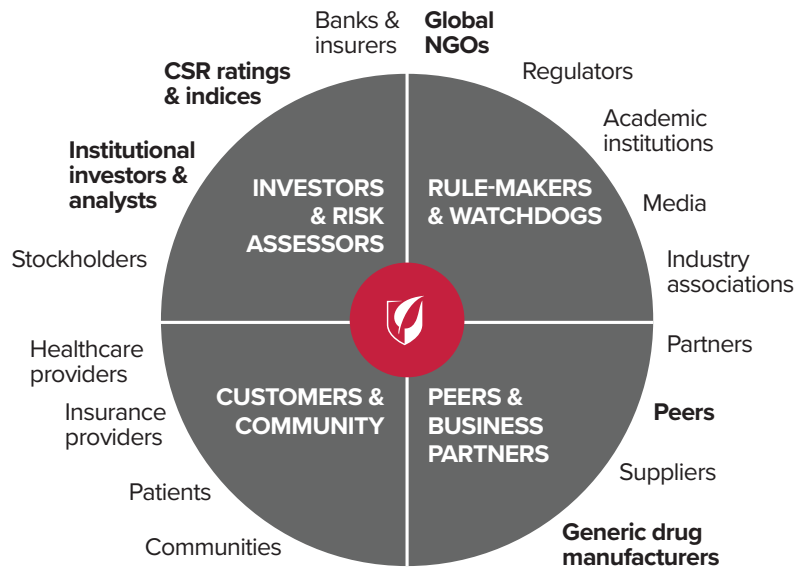 Banks &
insurers
Global
NGOs
CSR ratings
& indices
Regulators
Academic
institutions
Institutional
investors &
analysts
INVESTORS
& RISK
ASSESSORS
RULE-MAKERS
& WATCHDOGS
Media
Stockholders
Industry
associations
Healthcare
providers
Partners
Insurance
providers
CUSTOMERS &
COMMUNITY
PEERS &
BUSINESS
PARTNERS
Peers
Patients
Suppliers
Communities
Generic drug
manufacturers